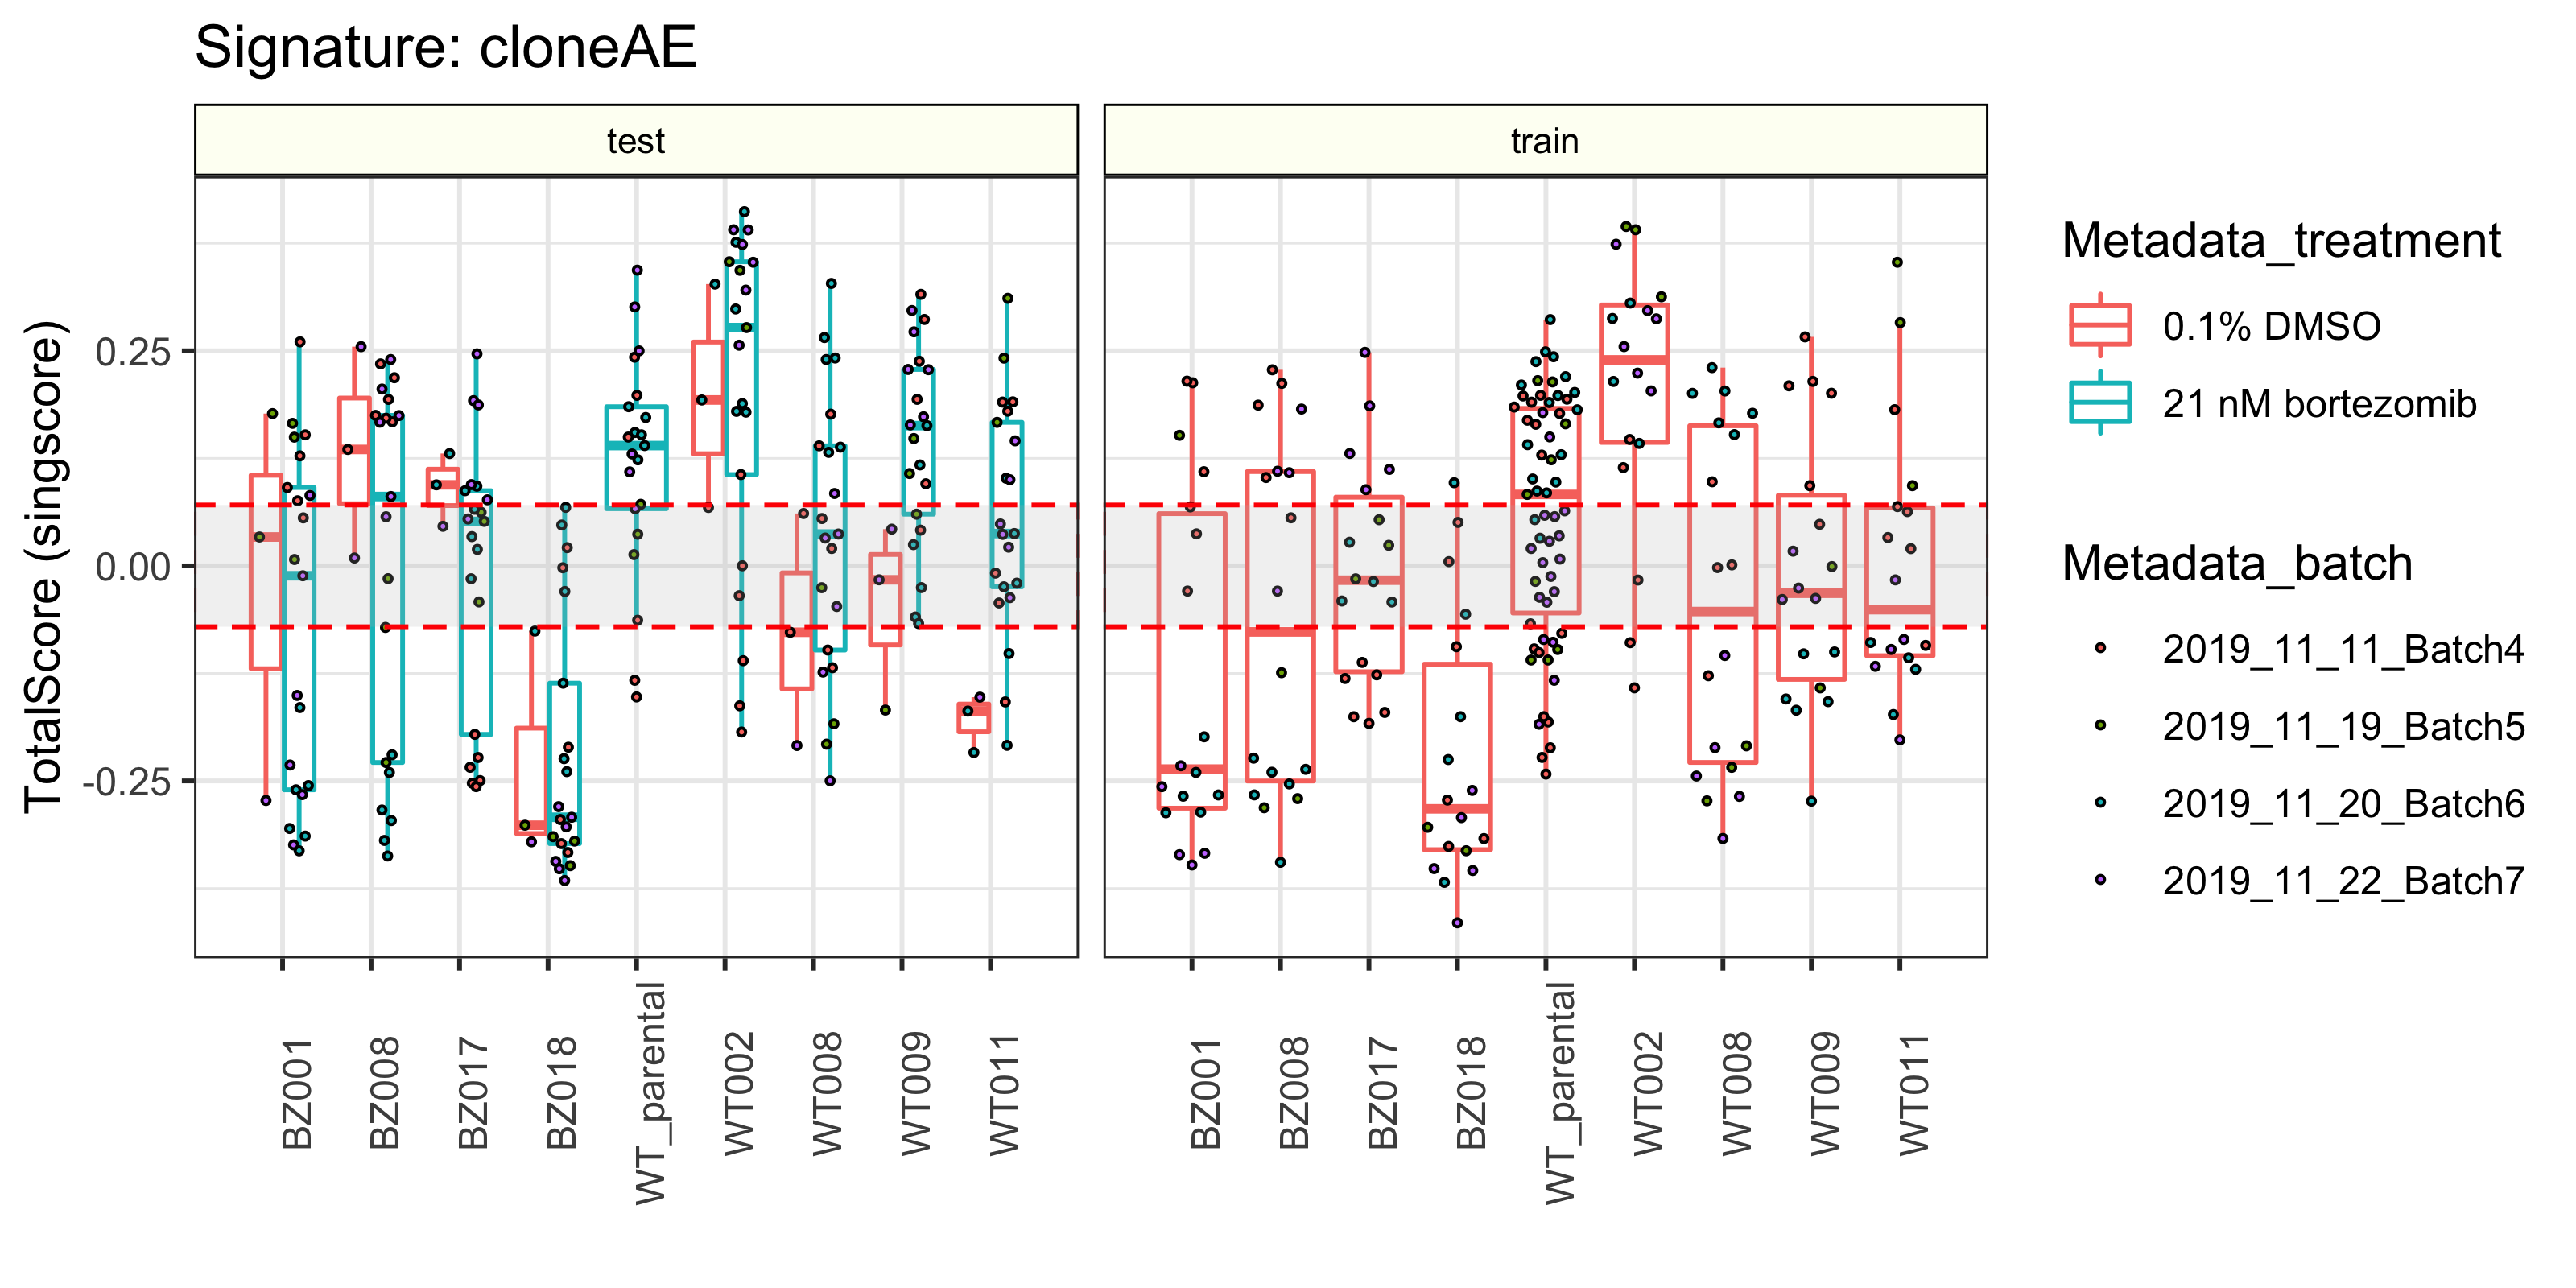 Signature: cloneAE
test
train
TotalScore (singscore)
0.25
0.00
-0.25
BZ001
BZ008
BZ017
BZ018
WT_parental
WT002
WT008
WT009
WT011
BZ001
BZ008
BZ017
BZ018
WT_parental
WT002
WT008
WT009
WT011
Metadata_treatment
0.1% DMSO
21 nM bortezomib
Metadata_batch
2019_11_11_Batch4
2019_11_19_Batch5
2019_11_20_Batch6
2019_11_22_Batch7